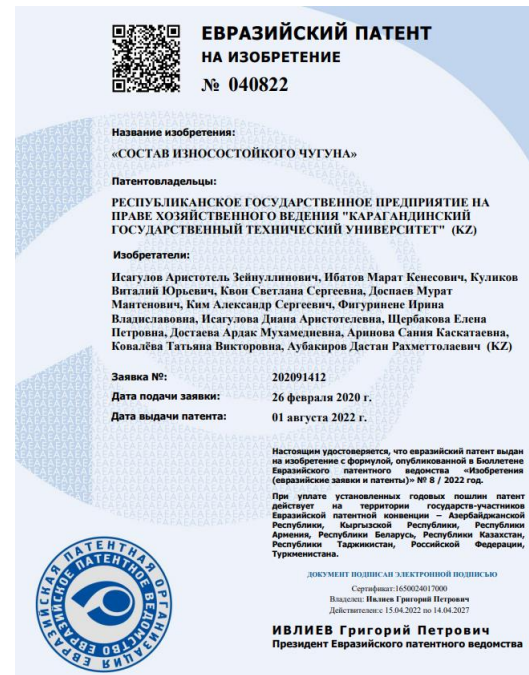 ЕВРАЗИЙСКИЙ ПАТЕНТ
НА ИЗОБРЕТЕНИЕ
№ 040822
Название изобретения:
«СОСТАВ ИЗНОСОСТОЙКОГО ЧУГУНА»
Патентовладельцы:
РЕСПУБЛИКАНСКОЕ ГОСУДАРСТВЕННОЕ ПРЕДПРИЯТИЕ НА
ПРАВЕ ХОЗЯЙСТВЕННОГО ВЕДЕНИЯ "КАРАГАНДИНСКИЙ
ГОСУДАРСТВЕННЫЙ ТЕХНИЧЕСКИЙ УНИВЕРСИТЕТ" (KZ)
Изобретатели:
Исагулов Аристотель Зейнуллинович, Ибатов Марат Кенесович, Куликов
Виталий Юрьевич, Квон Светлана Сергеевна, Доспаев Мурат
Мантенович, Ким Александр Сергеевич, Фигуринене Ирина
Владиславовна, Исагулова Диана Аристотелевна, Щербакова Елена
Петровна, Достаева Ардак Мухамедиевна, Аринова Сания Каскатаевна,
Ковалёва Татьяна Викторовна, Аубакиров Дастан Рахметтолаевич (KZ)
Заявка №: 202091412
Дата подачи заявки: 26 февраля 2020 г.
Дата выдачи патента: 01 августа 2022 г.
Настоящим удостоверяется, что евразийский патент выдан
на изобретение с формулой, опубликованной в Бюллетене
Евразийского патентного ведомства «Изобретения
(евразийские заявки и патенты)» № 8 / 2022 год.
При уплате установленных годовых пошлин патент
действует на территории государств-участников
Евразийской патентной конвенции – Азербайджанской
Республики, Кыргызской Республики, Республики
Армения, Республики Беларусь, Республики Казахстан,
Республики Таджикистан, Российской Федерации,
Туркменистана.
ДОКУМЕНТ ПОДПИСАН ЭЛЕКТРОННОЙ ПОДПИСЬЮ
Сертификат:1650024017000
Владелец: Ивлиев Григорий Петрович
Действителен:с 15.04.2022 по 14.04.2027
ИВЛИЕВ Григорий Петрович
Президент Евразийского патентного ведомства
ЕВРАЗИЙСКАЯ ПАТЕНТНАЯ ОРГАНИЗАЦИЯ
ЕВРАЗИЙСКОЕ ПАТЕНТНОЕ ВЕДОМСТВО